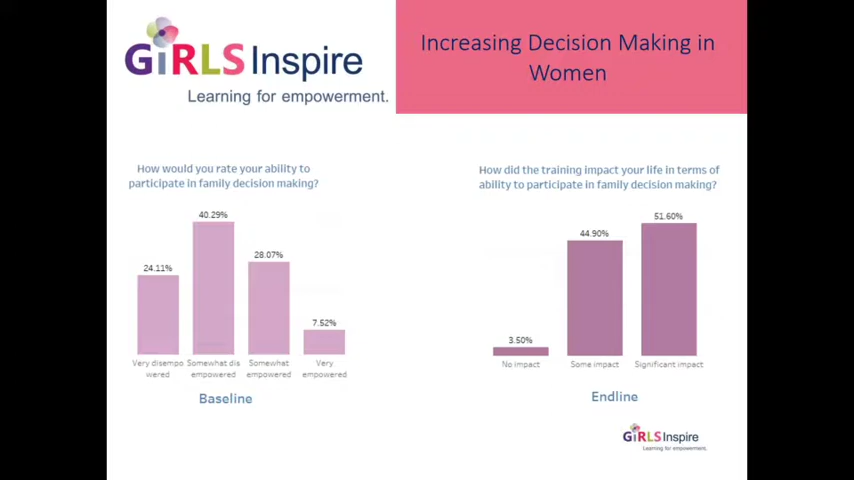 GiRLS Inspire
Learning for empowerment.
Increasing Decision Making in
Women
How would you rate your ability to
participate in family decision making?
40.29%
28.07%
24.11%
7.52%
Very disempo
wered
Somewhat dis
empowered
Somewhat
empowered
Very
empowered
Baseline
How did the training impact your life in terms of
ability to participate in family decision making?
51.60%
44.90%
3.50%
No impact
Some impact
Significant impact
Endline
GiRLS Inspire
Learning for empowerment.